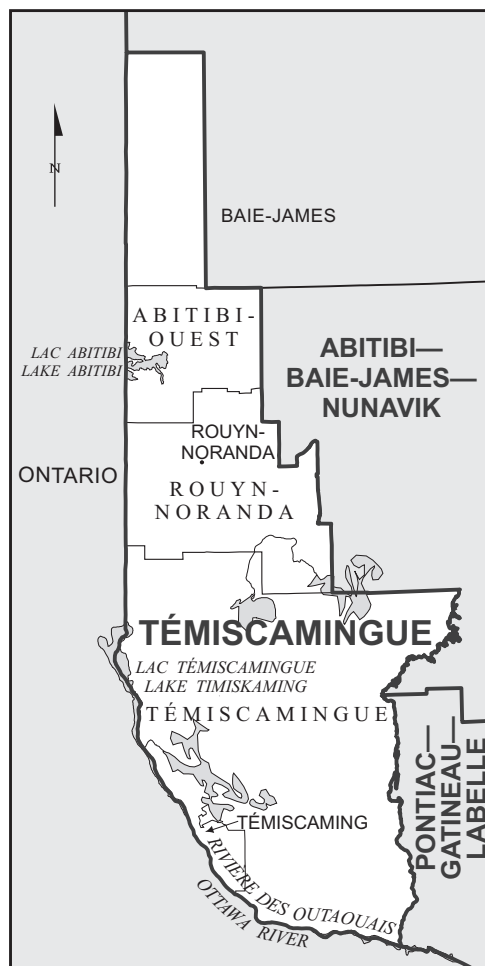 N
BAIE-JAMES
ABITIBI-
OUEST
LAC ABITIBI
LAKE ABITIBI
ABITIBI—
BAIE-JAMES—
NUNAVIK
ROUYN-
NORANDA
ONTARIO
ROUYN-
NORANDA
TÉMISCAMINGUE
LAC TÉMISCAMINGUE
LAKE TIMISKAMING
TÉMISCAMINGUE
PONTIAC—
GATINEAU—
LABELLE
TÉMISCAMING
RIVIÈRE DES OUTAOUAIS
OTTAWA RIVER